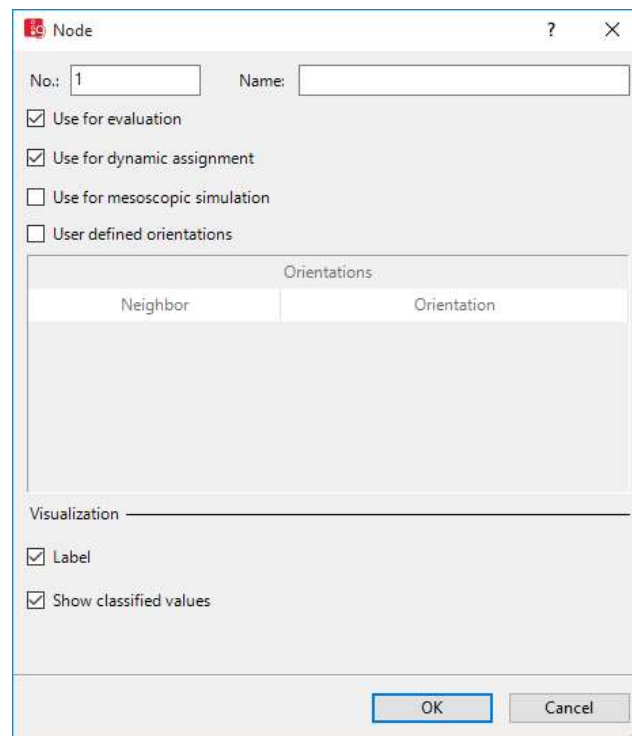 Node ?
No.: 1 Name:
Use for evaluation
Use for dynamic assignment
Use for mesoscopic simulation
User defined orientations
Orientations
Neighbor Orientation
Visualization
Label
Show classified values
OK Cancel